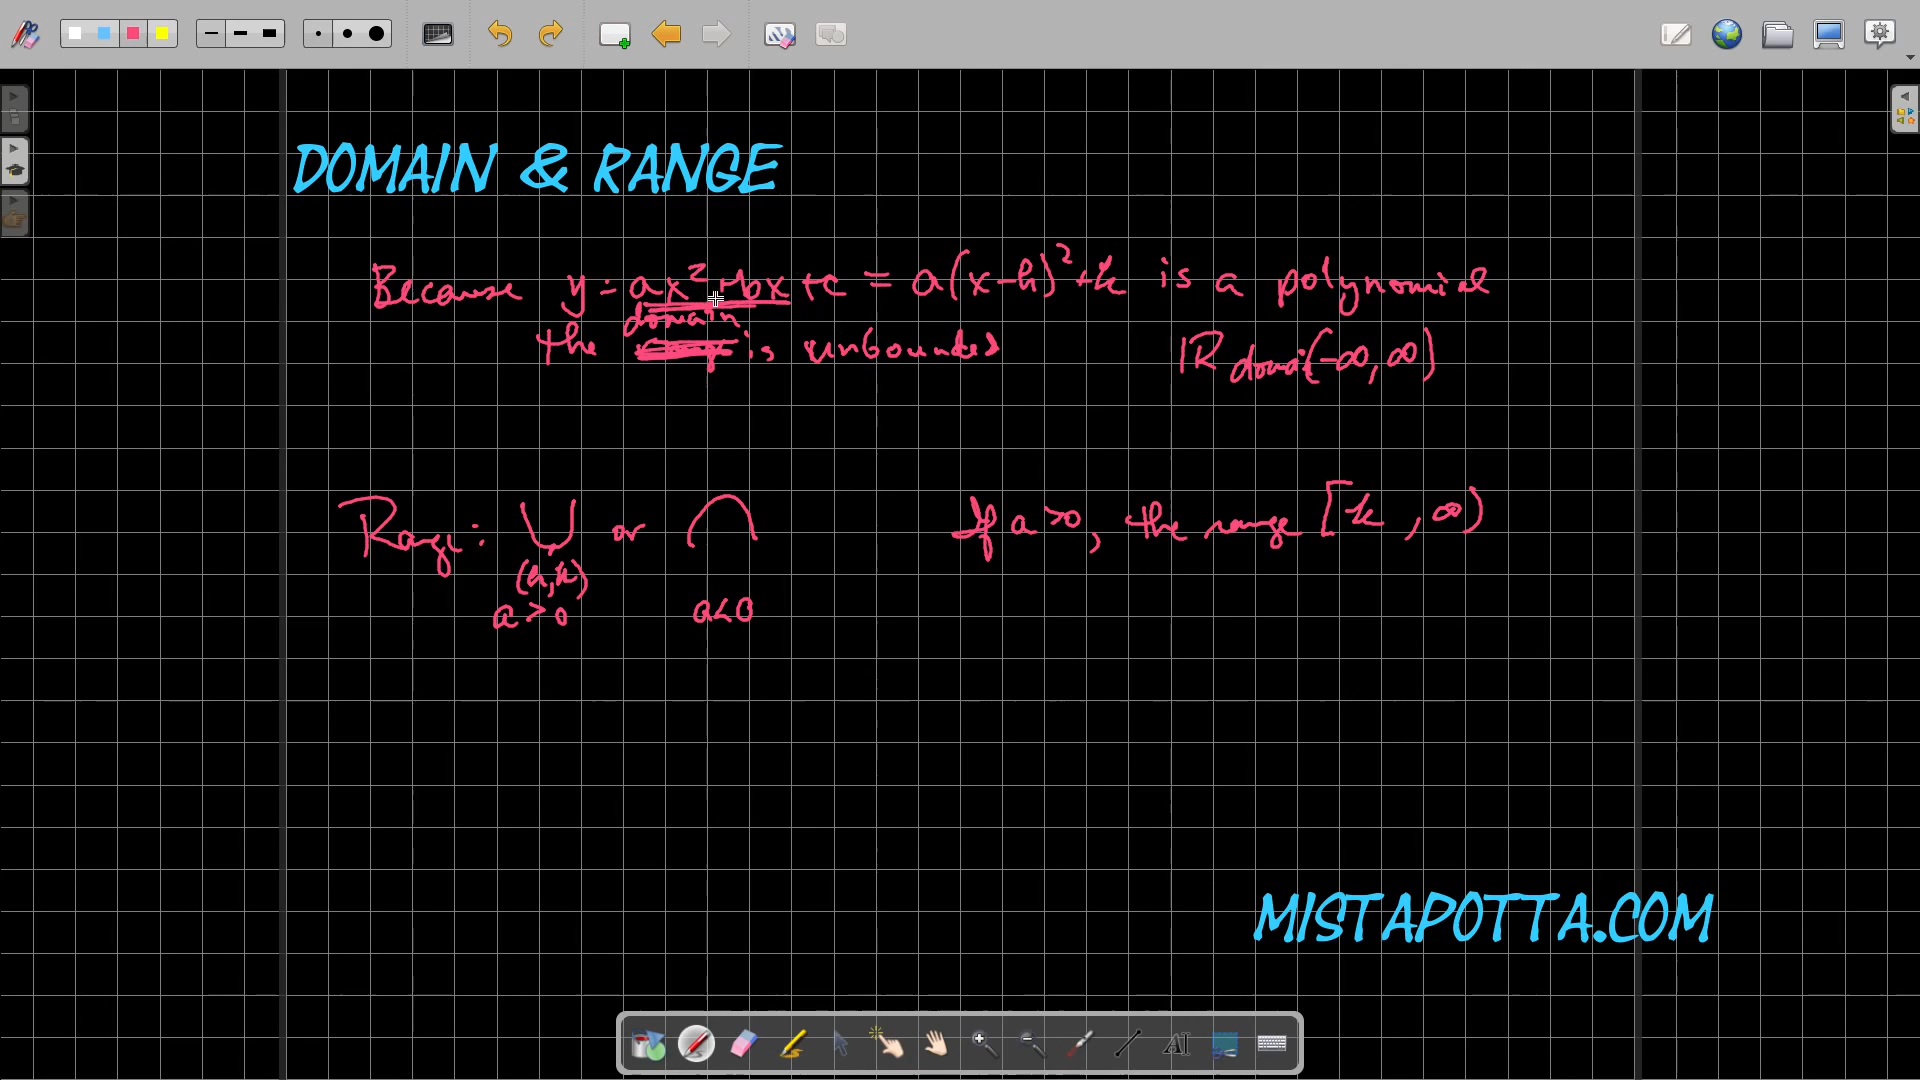 DOMAIN & RANGE
Because y = ax²+bx+c = a(x-h)²+k is a polynomial
domain
the is unbounded ℝ domai(-∞,∞)
Range: or If a>0, the range [k, ∞)
(h,k)
a>0 a<0
MISTAPOTTA.COM